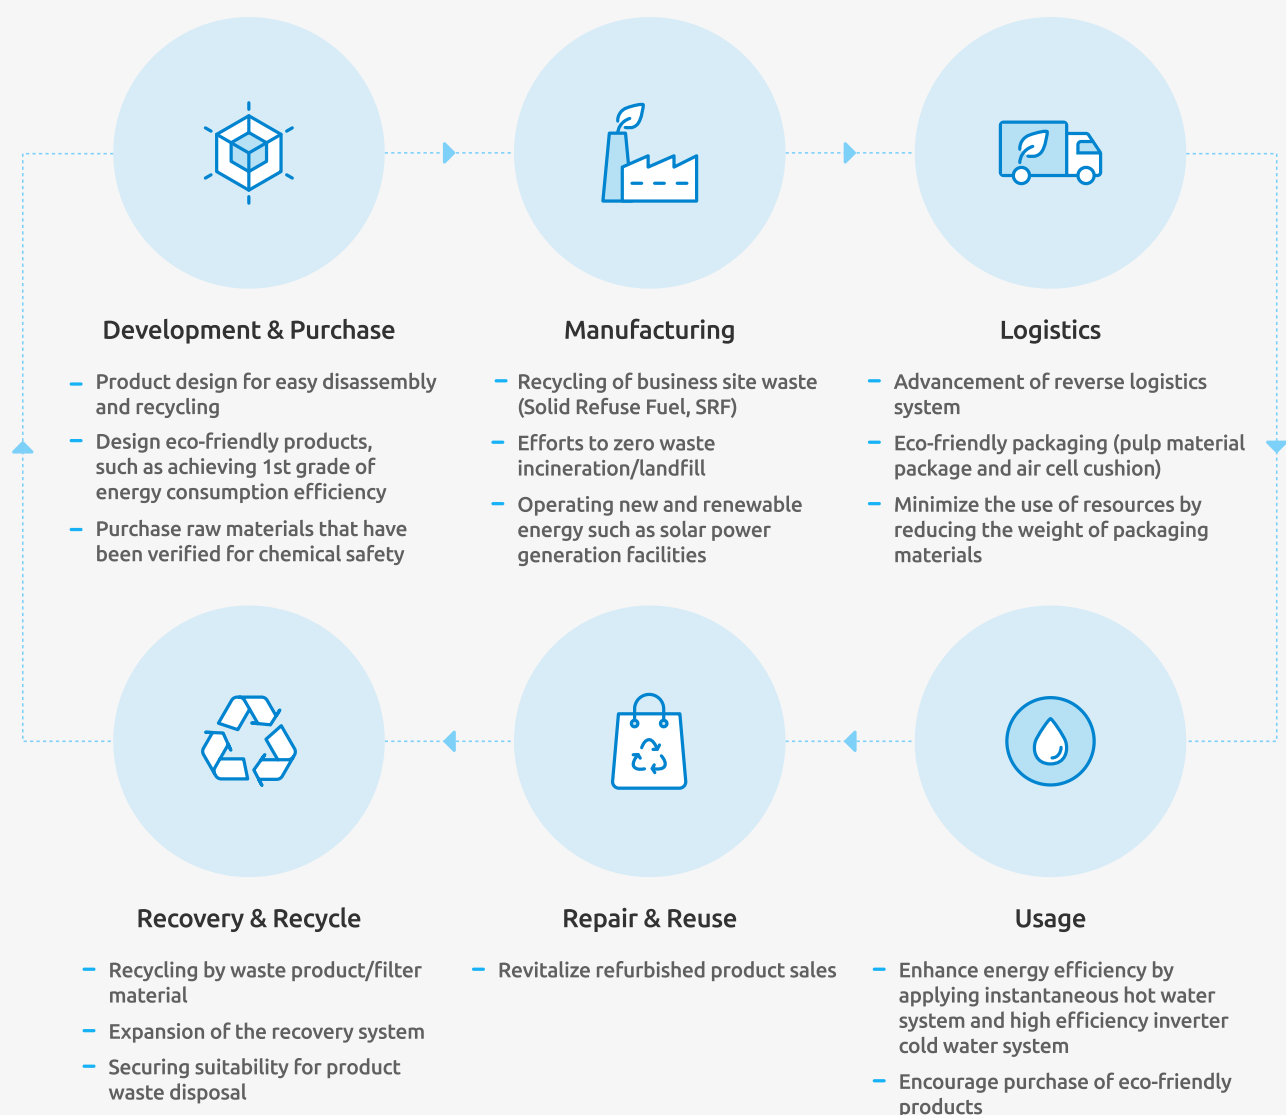 Development & Purchase
– Product design for easy disassembly
and recycling
– Design eco-friendly products,
such as achieving 1st grade of
energy consumption efficiency
– Purchase raw materials that have
been verified for chemical safety
Manufacturing
– Recycling of business site waste
(Solid Refuse Fuel, SRF)
– Efforts to zero waste
incineration/landfill
– Operating new and renewable
energy such as solar power
generation facilities
Logistics
– Advancement of reverse logistics
system
– Eco-friendly packaging (pulp material
package and air cell cushion)
– Minimize the use of resources by
reducing the weight of packaging
materials
Recovery & Recycle
– Recycling by waste product/filter
material
– Expansion of the recovery system
– Securing suitability for product
waste disposal
Repair & Reuse
– Revitalize refurbished product sales
Usage
– Enhance energy efficiency by
applying instantaneous hot water
system and high efficiency inverter
cold water system
– Encourage purchase of eco-friendly
products